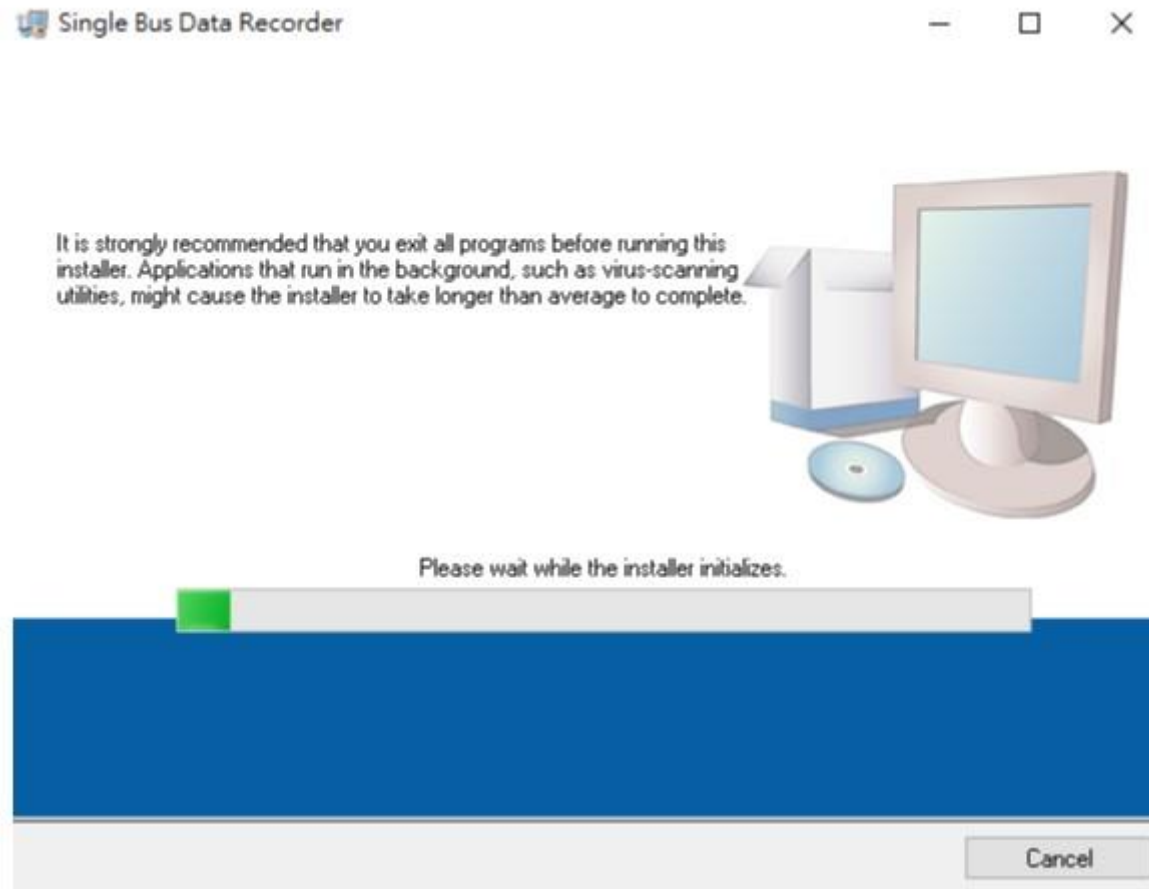 Single Bus Data Recorder
It is strongly recommended that you exit all programs before running this
installer. Applications that run in the background, such as virus-scanning
utilities, might cause the installer to take longer than average to complete.
Please wait while the installer initializes.
Cancel